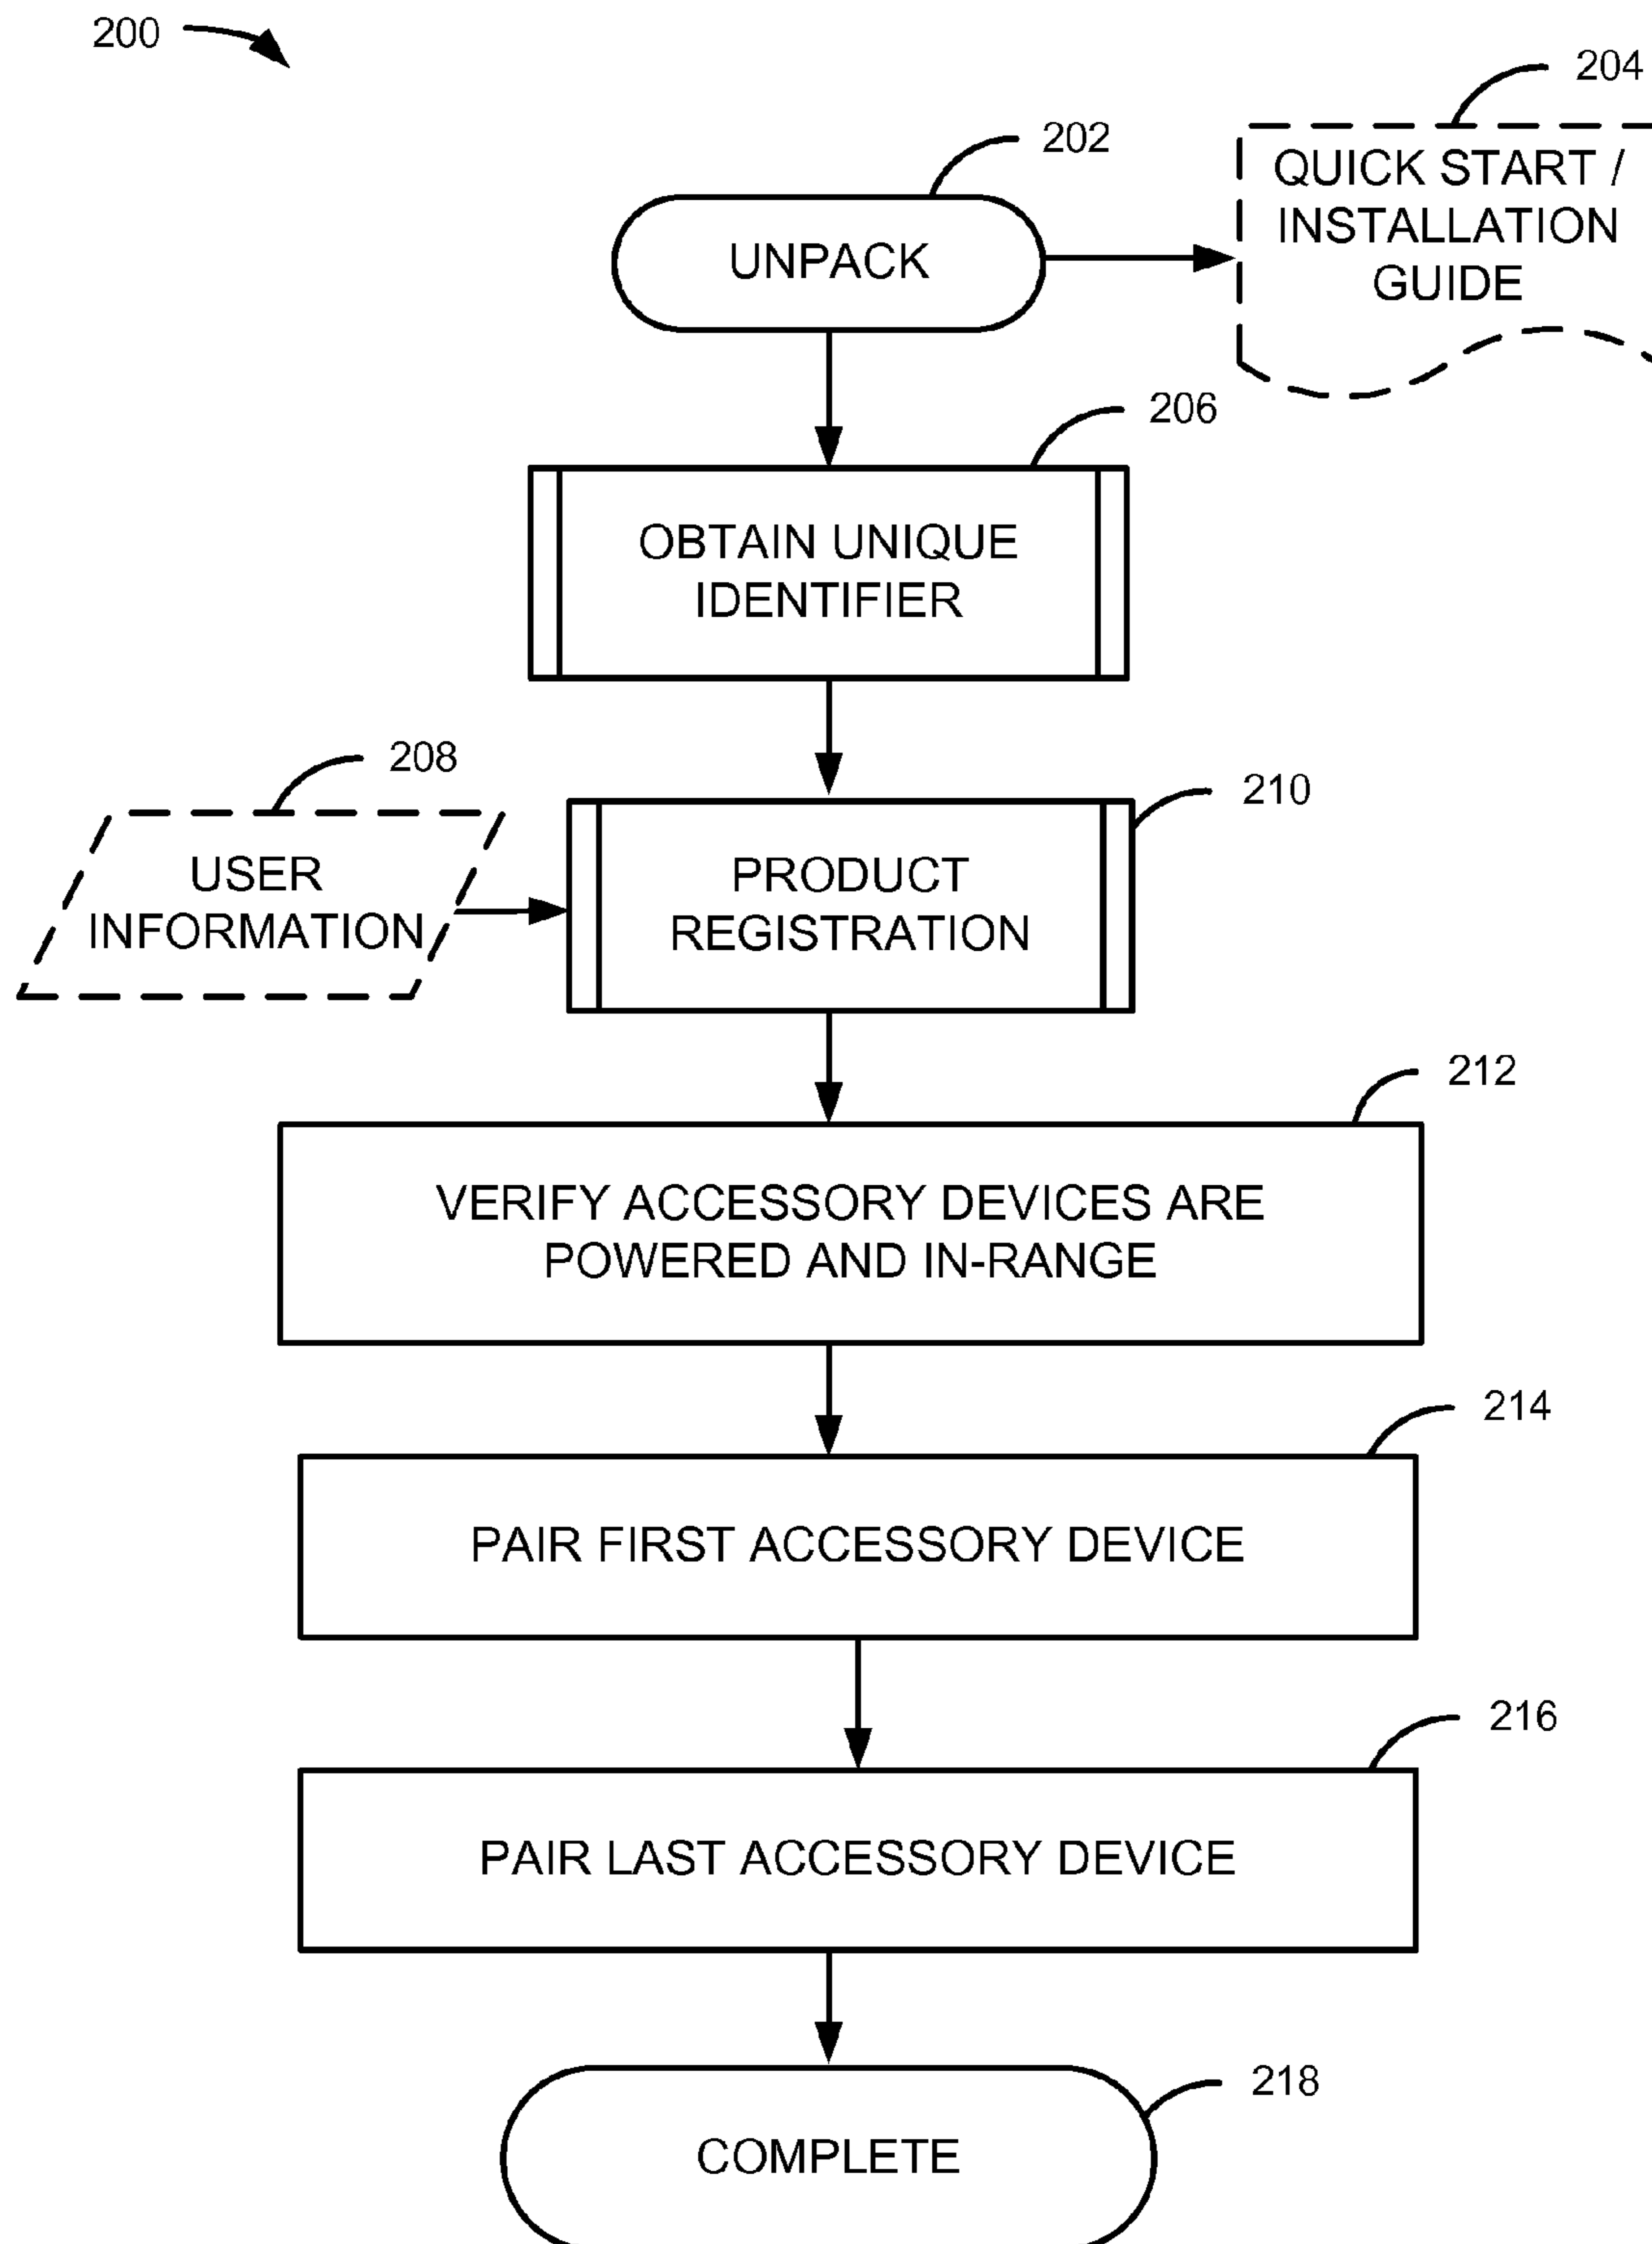 200
204
202
QUICK START /
INSTALLATION
GUIDE
UNPACK
206
OBTAIN UNIQUE
IDENTIFIER
208
210
USER
INFORMATION
PRODUCT
REGISTRATION
212
VERIFY ACCESSORY DEVICES ARE
POWERED AND IN-RANGE
214
PAIR FIRST ACCESSORY DEVICE
216
PAIR LAST ACCESSORY DEVICE
218
COMPLETE